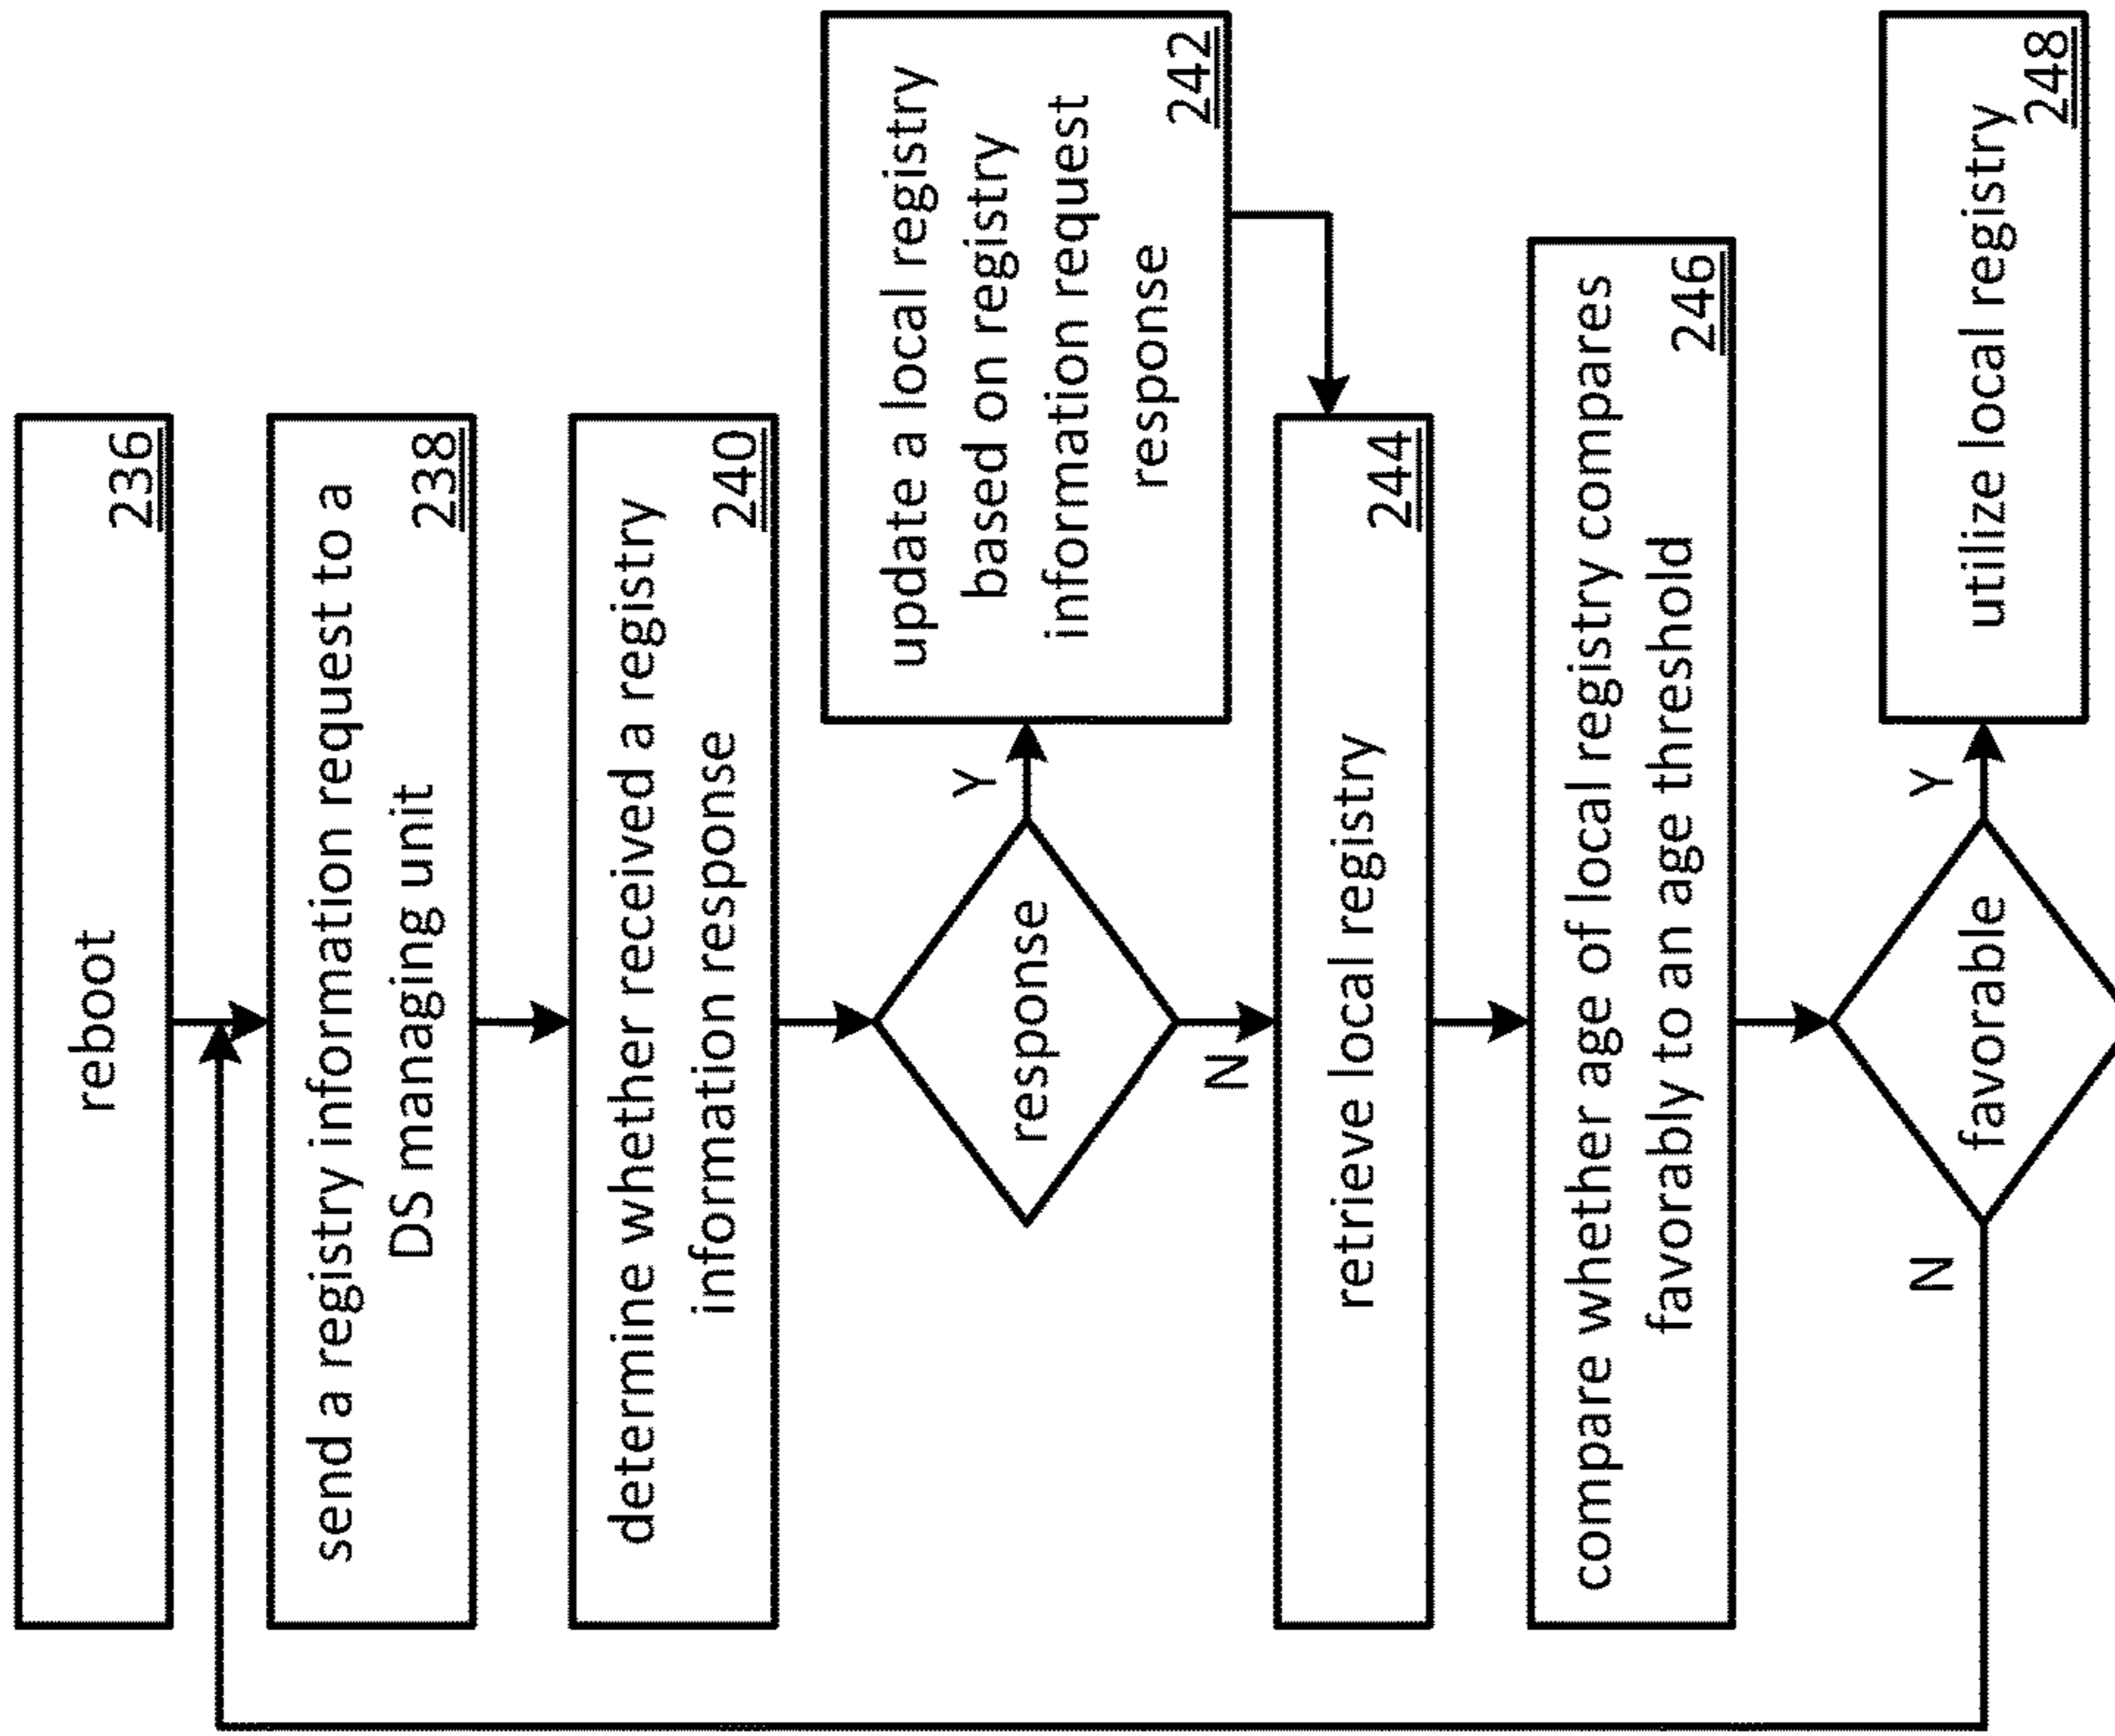 reboot
236
send a registry information request to a
DS managing unit
238
determine whether received a registry
information response
240
response
Y
N
update a local registry
based on registry
information request
response
242
retrieve local registry
244
compare whether age of local registry compares
favorably to an age threshold
246
favorable
N
Y
utilize local registry
248